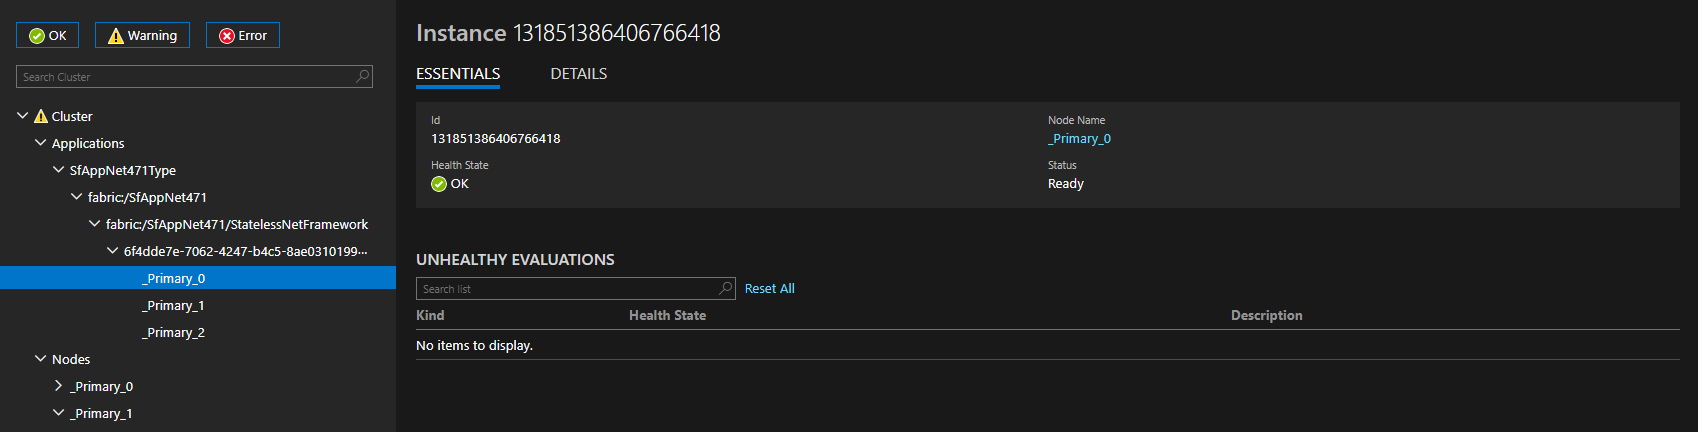 OK Warning Error
Search Cluster
Cluster
Applications
SfAppNet471Type
fabric:/SfAppNet471
fabric:/SfAppNet471/StatelessNetFramework
6f4dde7e-7062-4247-b4c5-8ae0310199···
_Primary_0
_Primary_1
_Primary_2
Nodes
_Primary_0
_Primary_1
Instance 131851386406766418
ESSENTIALS DETAILS
Id Node Name
131851386406766418 _Primary_0
Health State Status
OK Ready
UNHEALTHY EVALUATIONS
Search list Reset All
Kind Health State Description
No items to display.